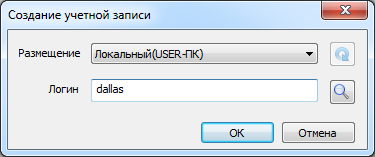 Создание учетной записи
Размещение Локальный(USER-ПК)
Логин dallas
OK Отмена